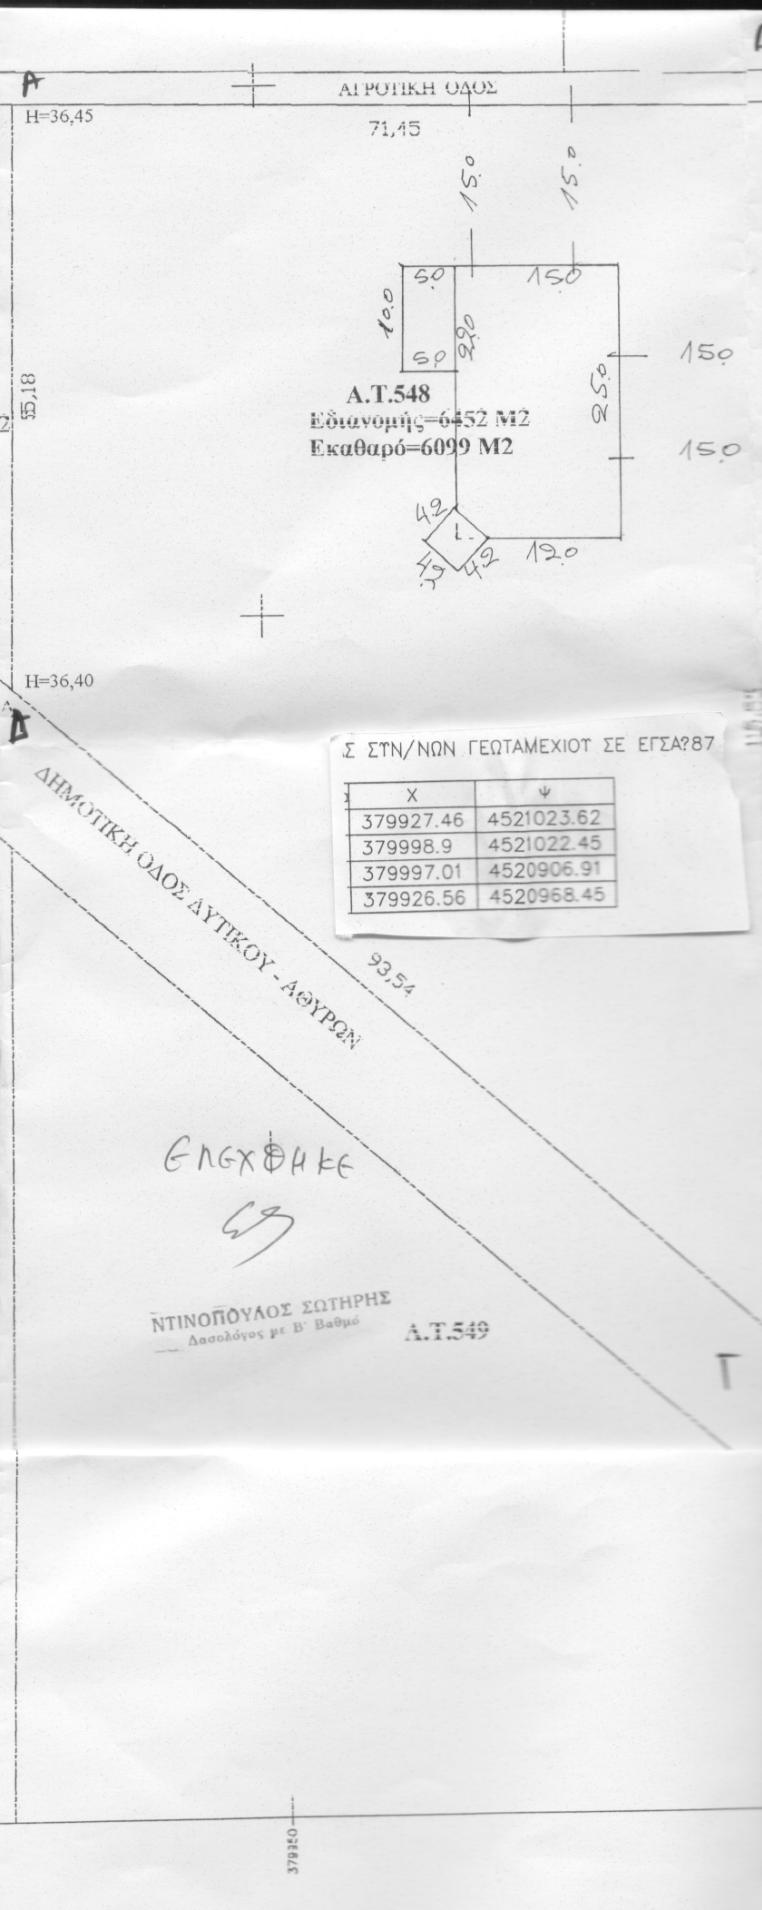 Α
ΑΓΡΟΤΙΚΗ ΟΔΟΣ
H=36,45
71,45
15.0
15.0
5.0
15.0
10.0
22.0
5.0
15.0
25.0
55,18
Α.Τ.548
Εδιανομής=6452 Μ2
Εκαθαρό=6099 Μ2
15.0
4.2
12.0
4.2
4.2
H=36,40
Δ
Σ ΣΤΝ/ΝΩΝ ΓΕΩΤΑΜΕΧΙΟΤ ΣΕ ΕΓΣΑ?87
Χ Ψ
379927.46 4521023.62
379998.9 4521022.45
379997.01 4520906.91
379926.56 4520968.45
ΔΗΜΟΤΙΚΗ ΟΔΟΣ ΔΥΤΙΚΟΥ - ΑΘΥΡΩΝ
93,54
ΕΛΕΧΘΗΚΕ
ΝΤΙΝΟΠΟΥΛΟΣ ΣΩΤΗΡΗΣ
Δασολόγος με Β' Βαθμό
Α.Τ.549
Γ
379950